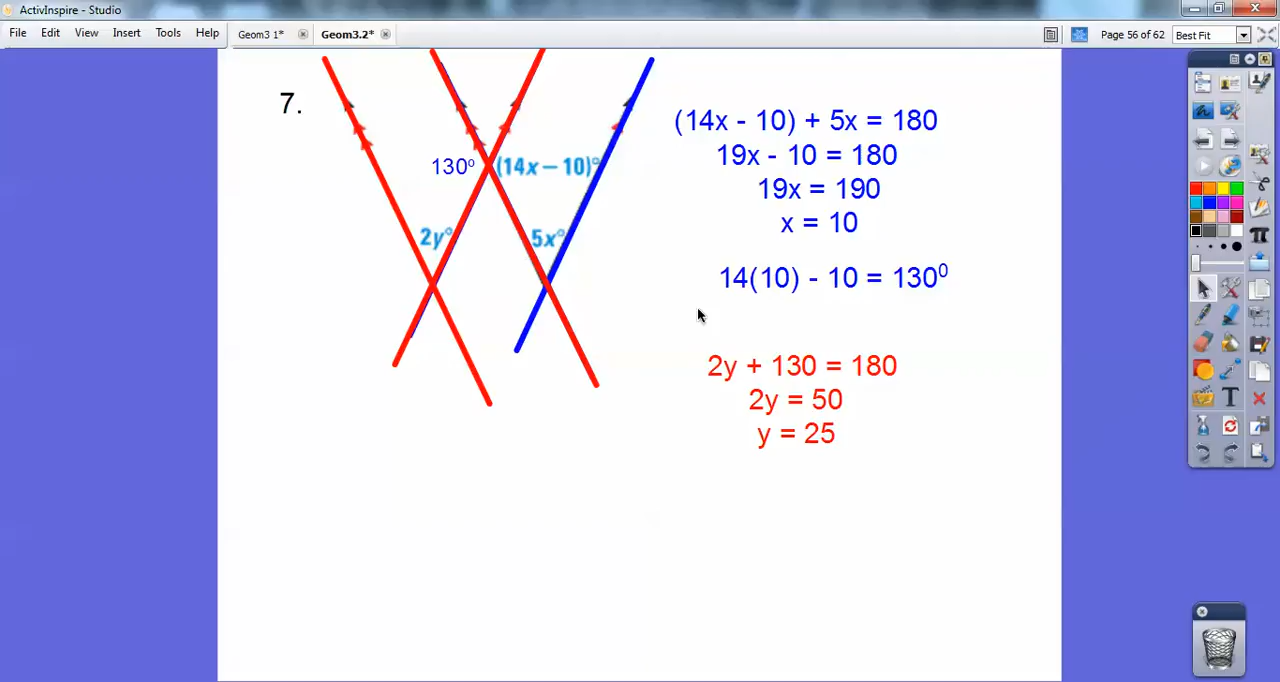 ActivInspire - Studio
File Edit View Insert Tools Help
Geom3 1*
Geom3.2*
Page 56 of 62
Best Fit
7.
130⁰
(14x – 10)°
2y°
5x°
(14x - 10) + 5x = 180
19x - 10 = 180
19x = 190
x = 10
14(10) - 10 = 130⁰
2y + 130 = 180
2y = 50
y = 25
π
T